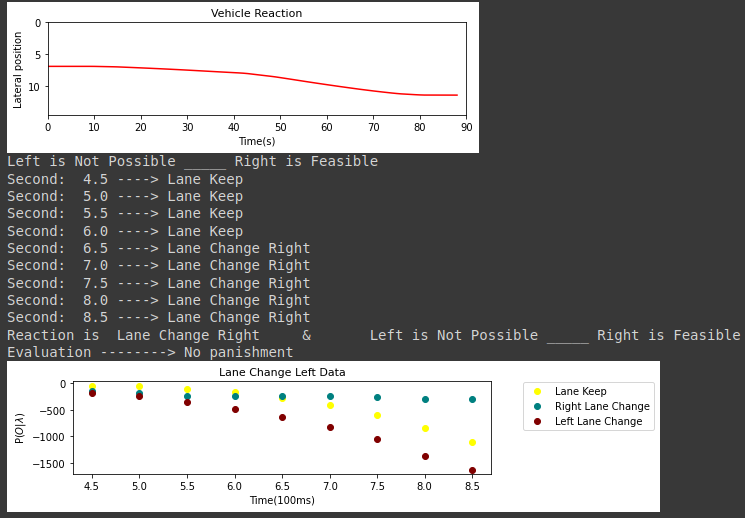 Vehicle Reaction
0
5
10
Lateral position
0 10 20 30 40 50 60 70 80 90
Time(s)
Left is Not Possible _____ Right is Feasible
Second:  4.5 ----> Lane Keep
Second:  5.0 ----> Lane Keep
Second:  5.5 ----> Lane Keep
Second:  6.0 ----> Lane Keep
Second:  6.5 ----> Lane Change Right
Second:  7.0 ----> Lane Change Right
Second:  7.5 ----> Lane Change Right
Second:  8.0 ----> Lane Change Right
Second:  8.5 ----> Lane Change Right
Reaction is  Lane Change Right     &       Left is Not Possible _____ Right is Feasible
Evaluation --------> No panishment
Lane Change Left Data
0
−500
−1000
−1500
P(O|λ)
4.5 5.0 5.5 6.0 6.5 7.0 7.5 8.0 8.5
Time(100ms)
Lane Keep
Right Lane Change
Left Lane Change